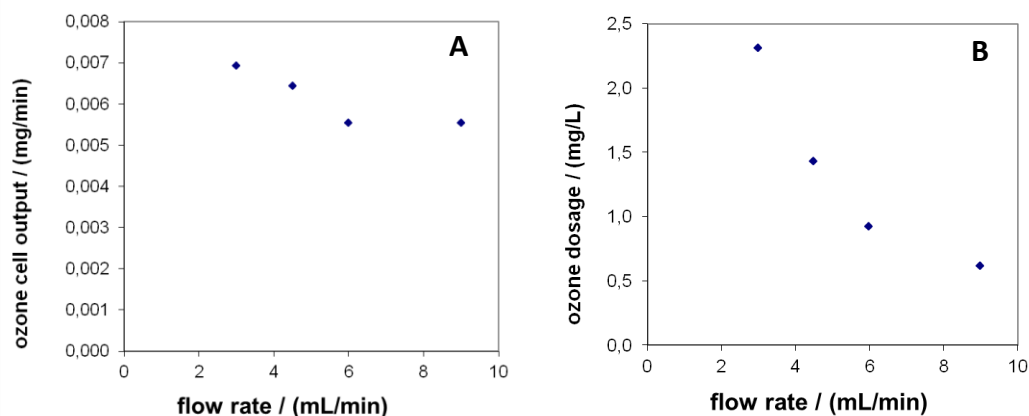 A
ozone cell output / (mg/min)
0,008
0,007
0,006
0,005
0,004
0,003
0,002
0,001
0,000
0 2 4 6 8 10
flow rate / (mL/min)
B
ozone dosage / (mg/L)
2,5
2,0
1,5
1,0
0,5
0,0
0 2 4 6 8 10
flow rate / (mL/min)